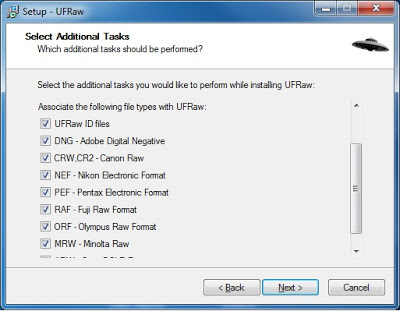 Setup - UFRaw
Select Additional Tasks
Which additional tasks should be performed?
Select the additional tasks you would like to perform while installing UFRaw:
Associate the following file types with UFRaw:
UFRaw ID files
DNG - Adobe Digital Negative
CRW,CR2 - Canon Raw
NEF - Nikon Electronic Format
PEF - Pentax Electronic Format
RAF - Fuji Raw Format
ORF - Olympus Raw Format
MRW - Minolta Raw
< Back
Next >
Cancel